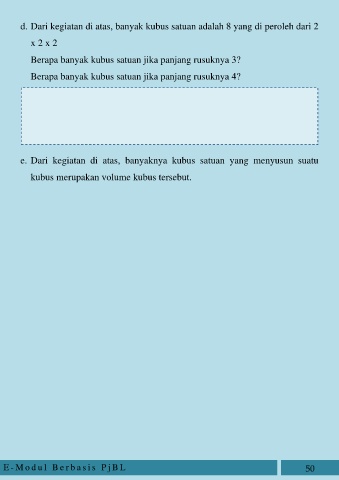 d. Dari kegiatan di atas, banyak kubus satuan adalah 8 yang di peroleh dari 2
x 2 x 2
Berapa banyak kubus satuan jika panjang rusuknya 3?
Berapa banyak kubus satuan jika panjang rusuknya 4?
e. Dari kegiatan di atas, banyaknya kubus satuan yang menyusun suatu
kubus merupakan volume kubus tersebut.
E-Modul Berbasis PjBL 50